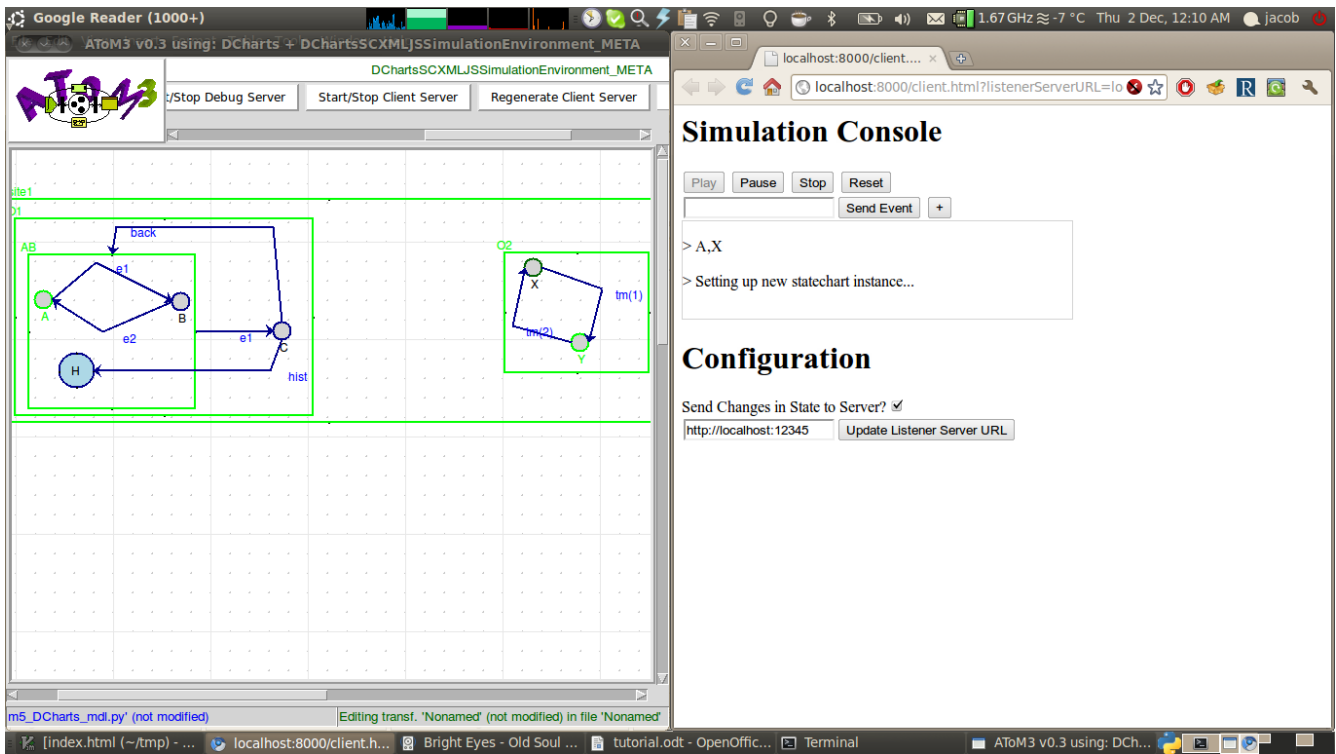 Google Reader (1000+)
1.67 GHz ≈ -7 °C Thu 2 Dec, 12:10 AM jacob
AToM3 v0.3 using: DCharts + DChartsSCXMLJSSimulationEnvironment_META
DChartsSCXMLJSSimulationEnvironment_META
:/Stop Debug Server
Start/Stop Client Server
Regenerate Client Server
site1
O1
back
AB
e1
A
B
e2
e1
C
H
hist
O2
X
tm(1)
tm(2)
Y
m5_DCharts_mdl.py' (not modified)
Editing transf. 'Nonamed' (not modified) in file 'Nonamed'
localhost:8000/client....
localhost:8000/client.html?listenerServerURL=lo
Simulation Console
Play Pause Stop Reset
Send Event +
> A,X
> Setting up new statechart instance...
Configuration
Send Changes in State to Server?
http://localhost:12345 Update Listener Server URL
[index.html (~/tmp) - ...
localhost:8000/client.h...
Bright Eyes - Old Soul ...
tutorial.odt - OpenOffic...
Terminal
AToM3 v0.3 using: DCh...